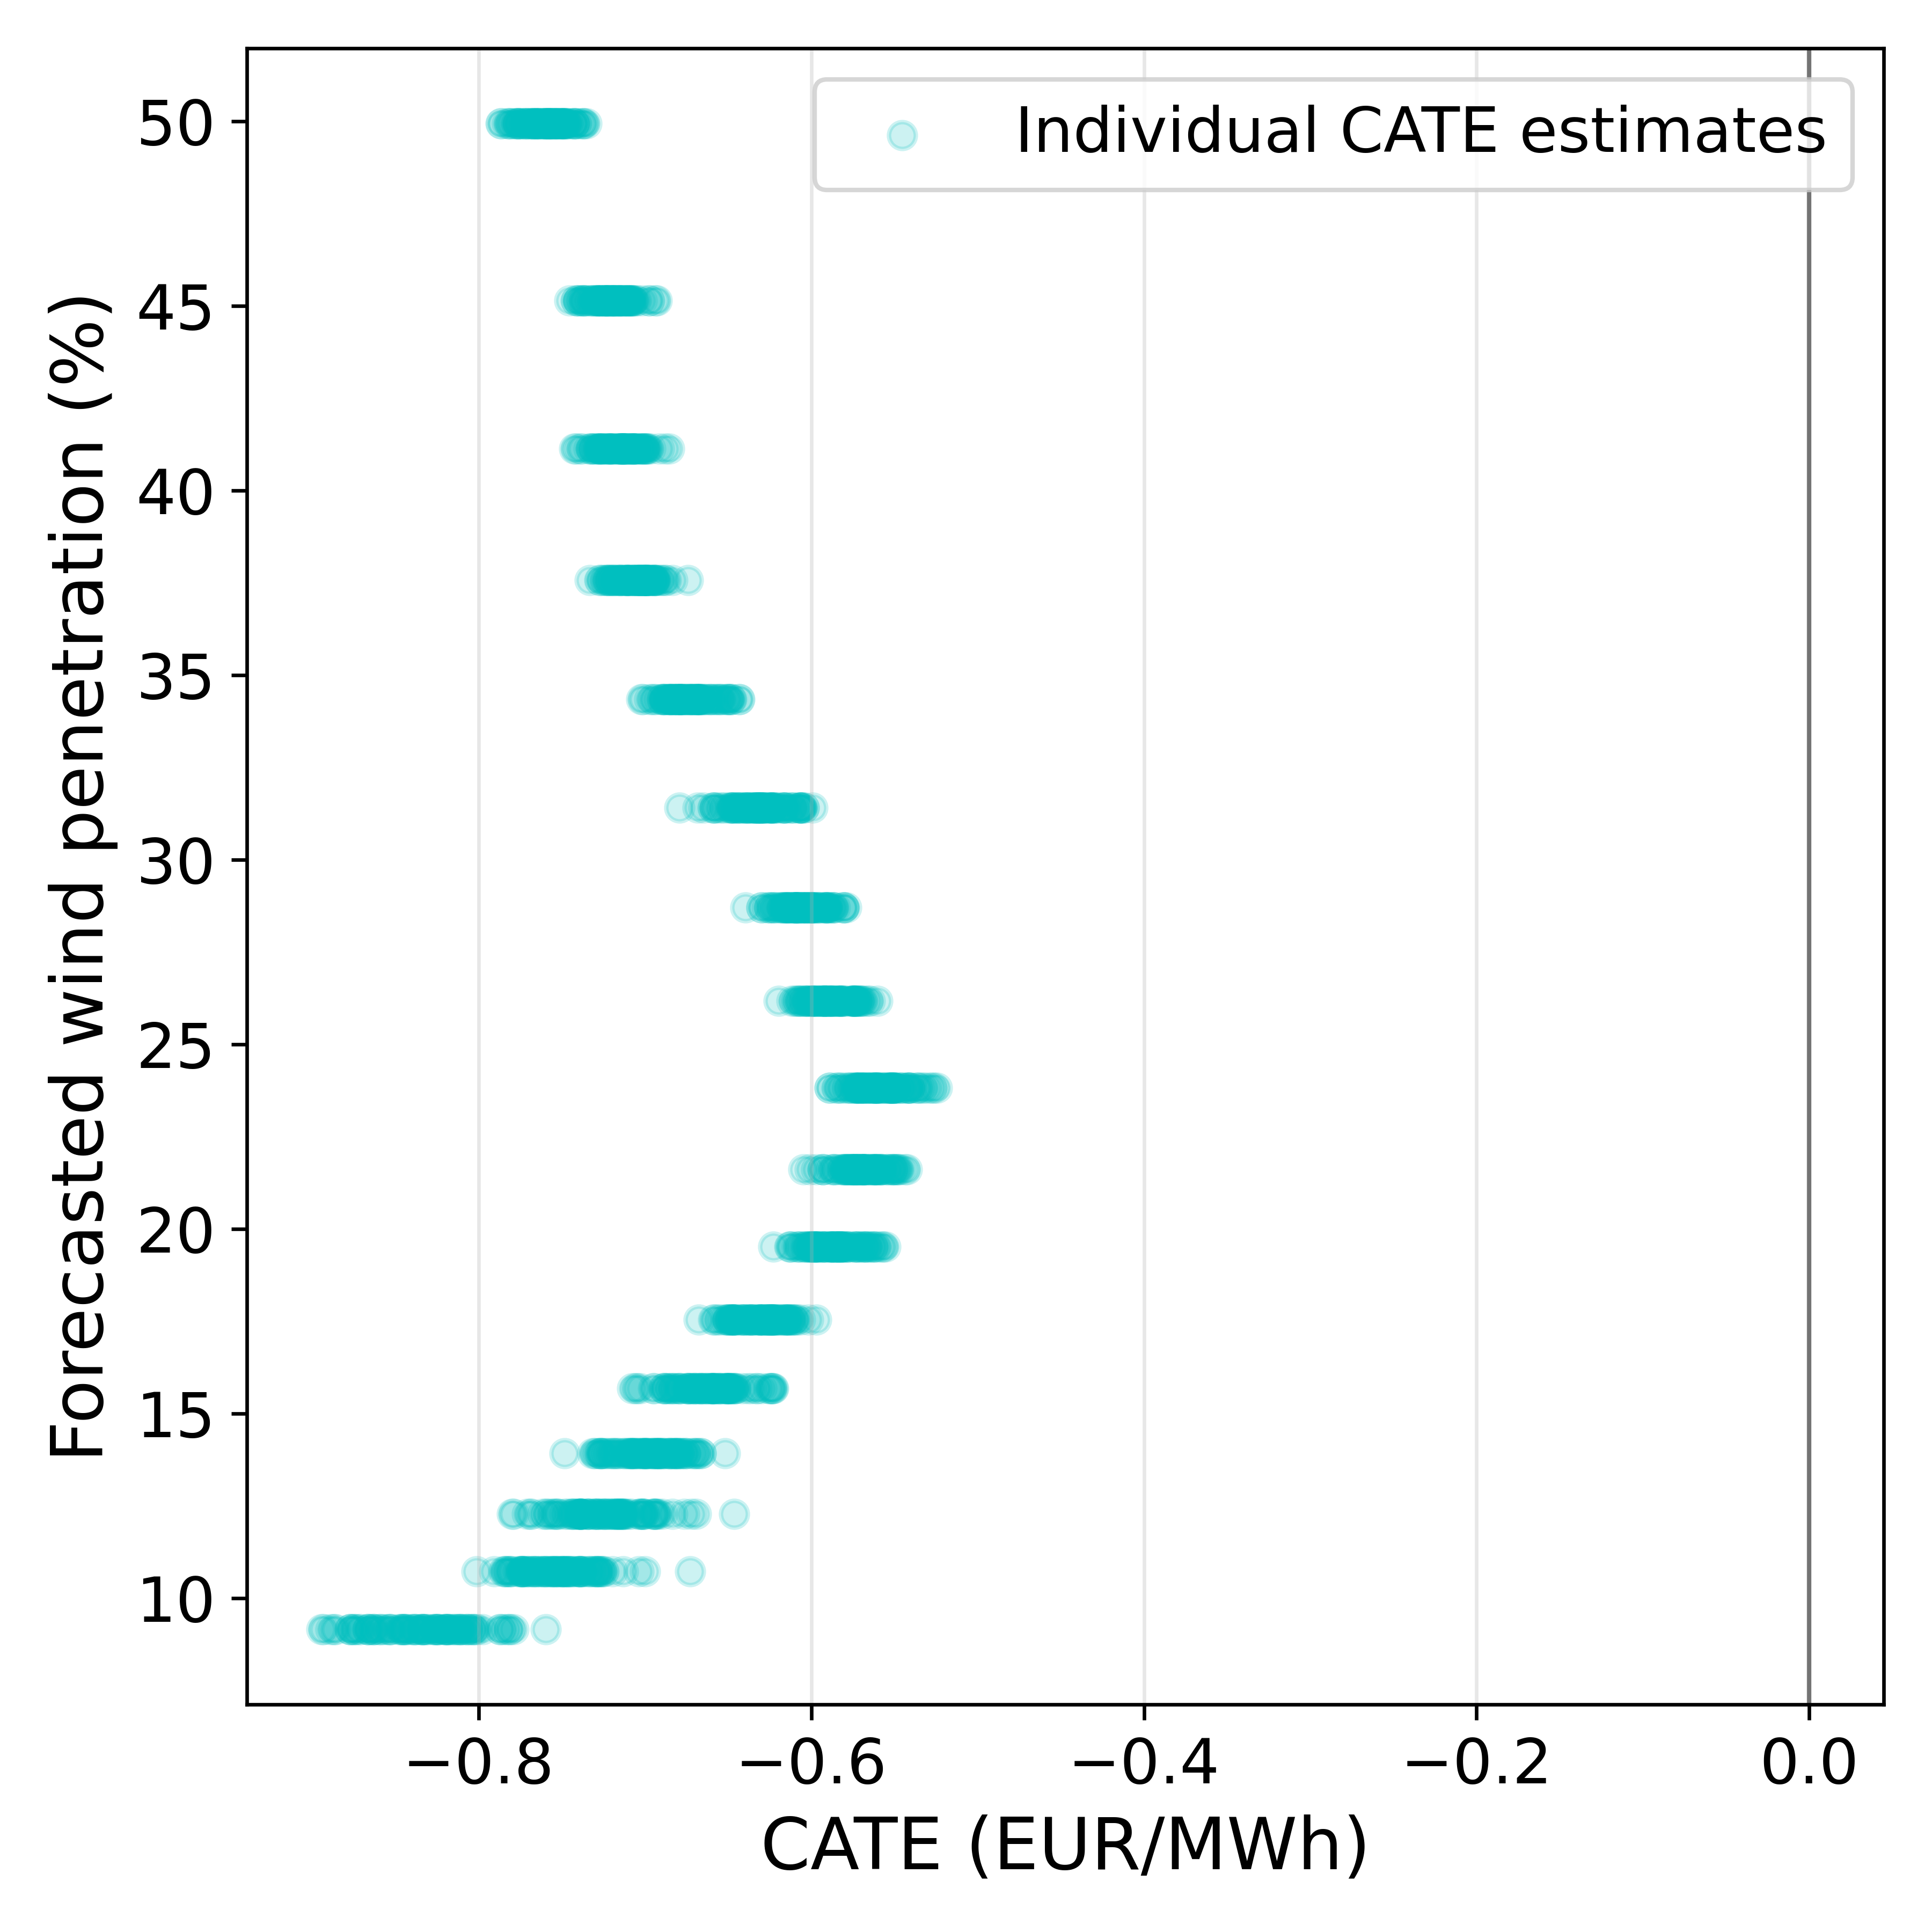 Individual CATE estimates
Forecasted wind penetration (%)
50
45
40
35
30
25
20
15
10
−0.8 −0.6 −0.4 −0.2 0.0
CATE (EUR/MWh)